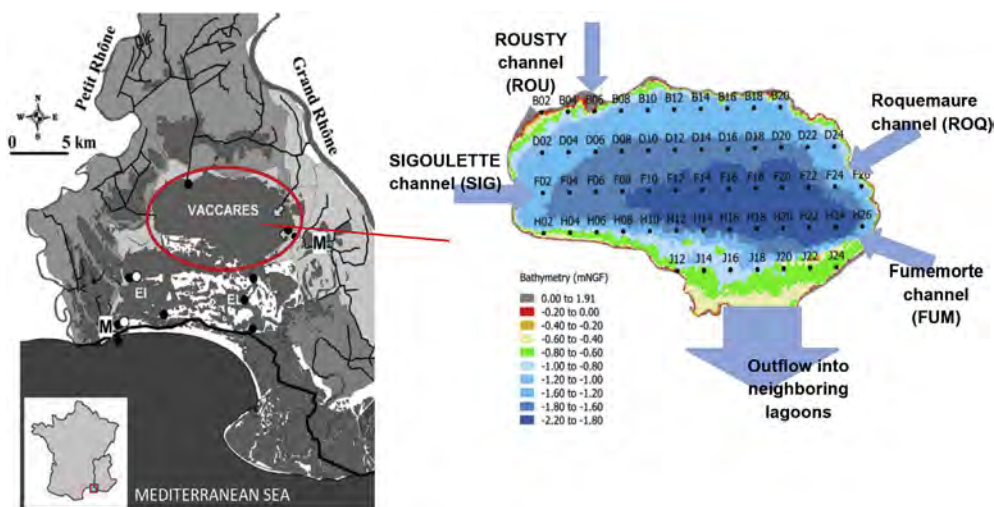 Petit Rhône
Grand Rhône
N
W E
S
0 5 km
VACCARES
M
EI
EI
M
MEDITERRANEAN SEA
ROUSTY
channel
(ROU)
Roquemaure
channel (ROQ)
SIGOULETTE
channel (SIG)
Fumemorte
channel
(FUM)
B02 B04 B06 B08 B10 B12 B14 B16 B18 B20
D02 D04 D06 D08 D10 D12 D14 D16 D18 D20 D22 D24
F02 F04 F06 F08 F10 F12 F14 F16 F18 F20 F22 F24 F26
H02 H04 H06 H08 H10 H12 H14 H16 H18 H20 H22 H24 H26
J12 J14 J16 J18 J20 J22 J24
Bathymetry (mNGF)
0.00 to 1.91
-0.20 to 0.00
-0.40 to -0.20
-0.60 to -0.40
-0.80 to -0.60
-1.00 to -0.80
-1.20 to -1.00
-1.60 to -1.20
-1.80 to -1.60
-2.20 to -1.80
Outflow into
neighboring
lagoons